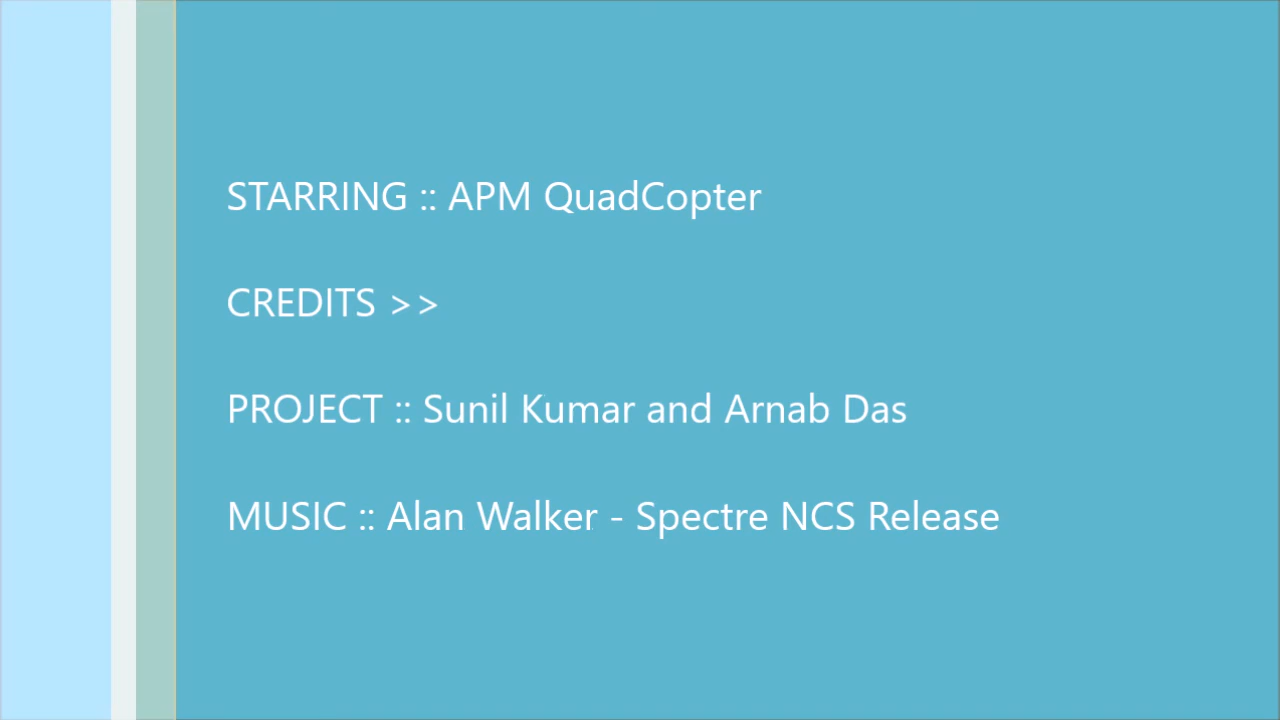 STARRING :: APM QuadCopter
CREDITS >>
PROJECT :: Sunil Kumar and Arnab Das
MUSIC :: Alan Walker - Spectre NCS Release